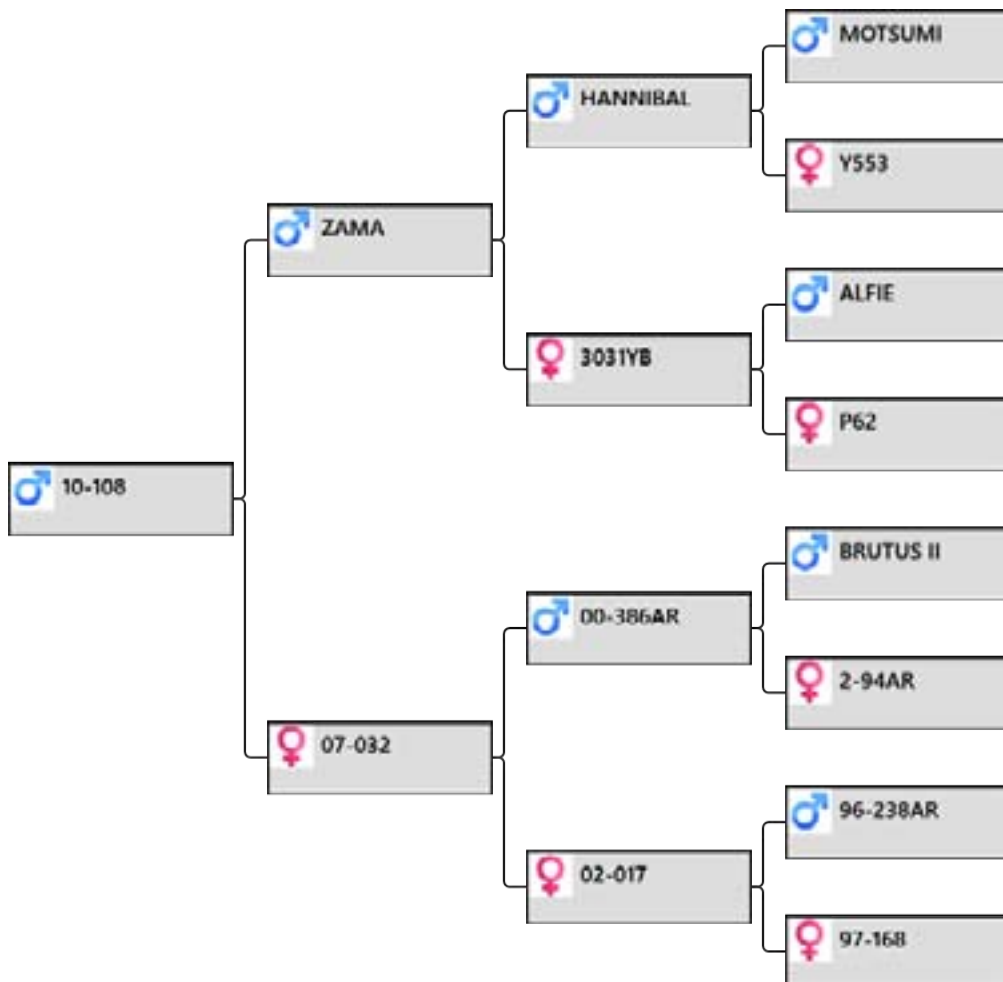 MOTSUMI
HANNIBAL
Y553
ZAMA
ALFIE
3031YB
P62
10-108
BRUTUS II
00-386AR
2-94AR
07-032
96-238AR
02-017
97-168